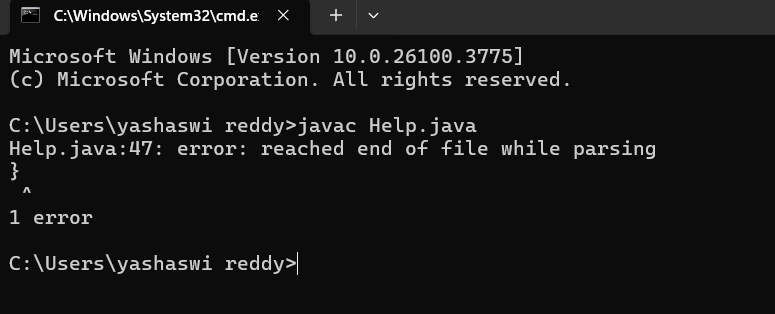 C:\Windows\System32\cmd.e
Microsoft Windows [Version 10.0.26100.3775]
(c) Microsoft Corporation. All rights reserved.
C:\Users\yashaswi reddy>javac Help.java
Help.java:47: error: reached end of file while parsing
}
 ^
1 error
C:\Users\yashaswi reddy>